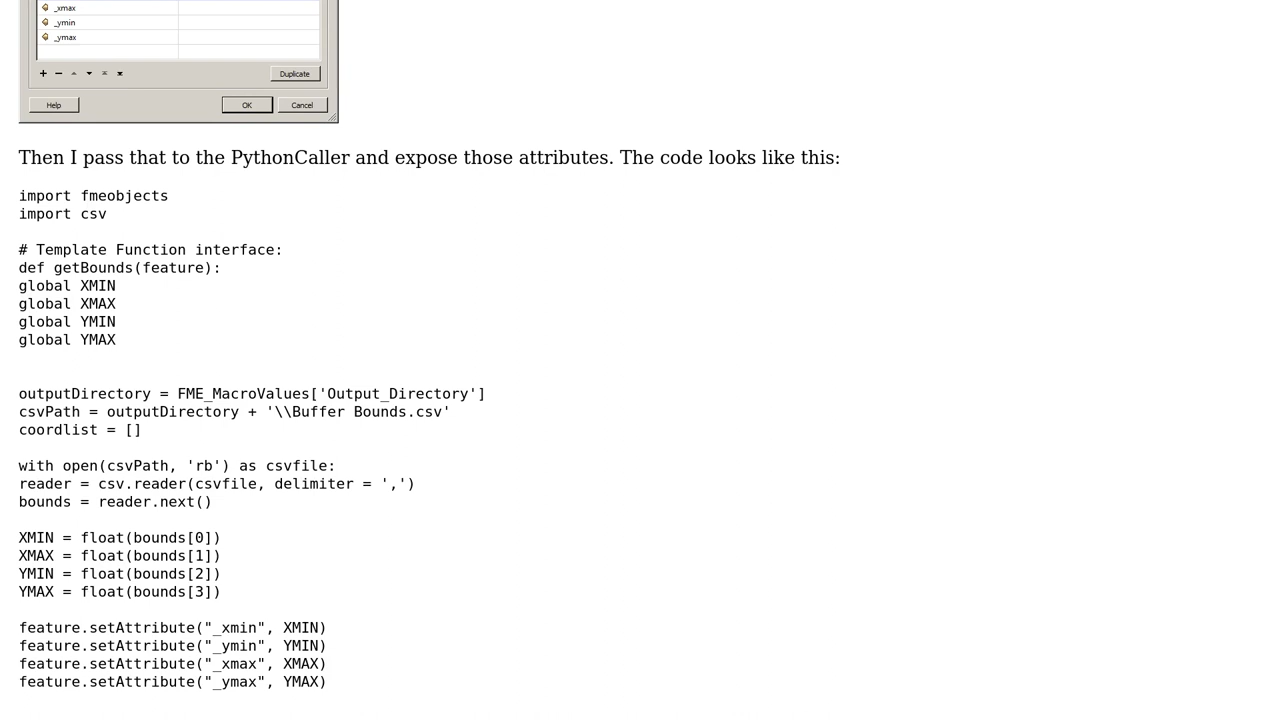 _xmax
_ymin
_ymax
Duplicate
Help
OK
Cancel
Then I pass that to the PythonCaller and expose those attributes. The code looks like this:
import fmeobjects
import csv
# Template Function interface:
def getBounds(feature):
global XMIN
global XMAX
global YMIN
global YMAX
outputDirectory = FME_MacroValues['Output_Directory']
csvPath = outputDirectory + '\\Buffer Bounds.csv'
coordlist = []
with open(csvPath, 'rb') as csvfile:
reader = csv.reader(csvfile, delimiter = ',')
bounds = reader.next()
XMIN = float(bounds[0])
XMAX = float(bounds[1])
YMIN = float(bounds[2])
YMAX = float(bounds[3])
feature.setAttribute("_xmin", XMIN)
feature.setAttribute("_ymin", YMIN)
feature.setAttribute("_xmax", XMAX)
feature.setAttribute("_ymax", YMAX)